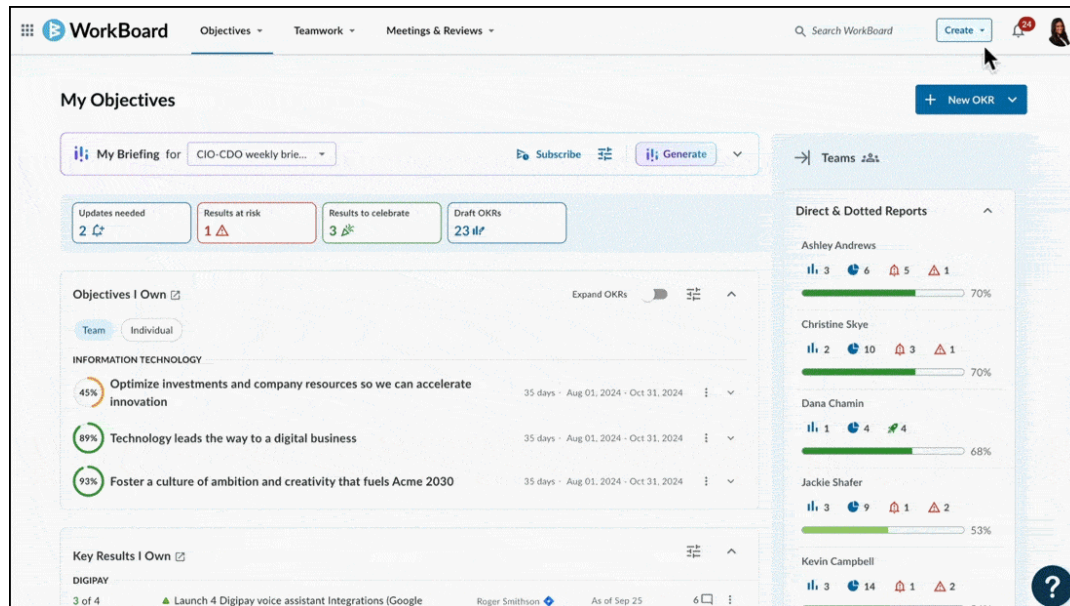 WorkBoard Objectives Teamwork Meetings & Reviews Search WorkBoard Create 24
My Objectives
+ New OKR
My Briefing for CIO-CDO weekly brie... Subscribe Generate
Updates needed
2
Results at risk
1
Results to celebrate
3
Draft OKRs
23
Objectives I Own
Expand OKRs
Team Individual
INFORMATION TECHNOLOGY
45% Optimize investments and company resources so we can accelerate
innovation
35 days · Aug 01, 2024 - Oct 31, 2024
89% Technology leads the way to a digital business 35 days · Aug 01, 2024 - Oct 31, 2024
93% Foster a culture of ambition and creativity that fuels Acme 2030 35 days · Aug 01, 2024 - Oct 31, 2024
Key Results I Own
DIGIPAY
3 of 4 Launch 4 Digipay voice assistant Integrations (Google Roger Smithson As of Sep 25 6
Teams
Direct & Dotted Reports
Ashley Andrews
3 6 5 1
70%
Christine Skye
2 10 3 1
70%
Dana Chamin
1 4 4
68%
Jackie Shafer
3 9 1 2
53%
Kevin Campbell
3 14 1 2
?